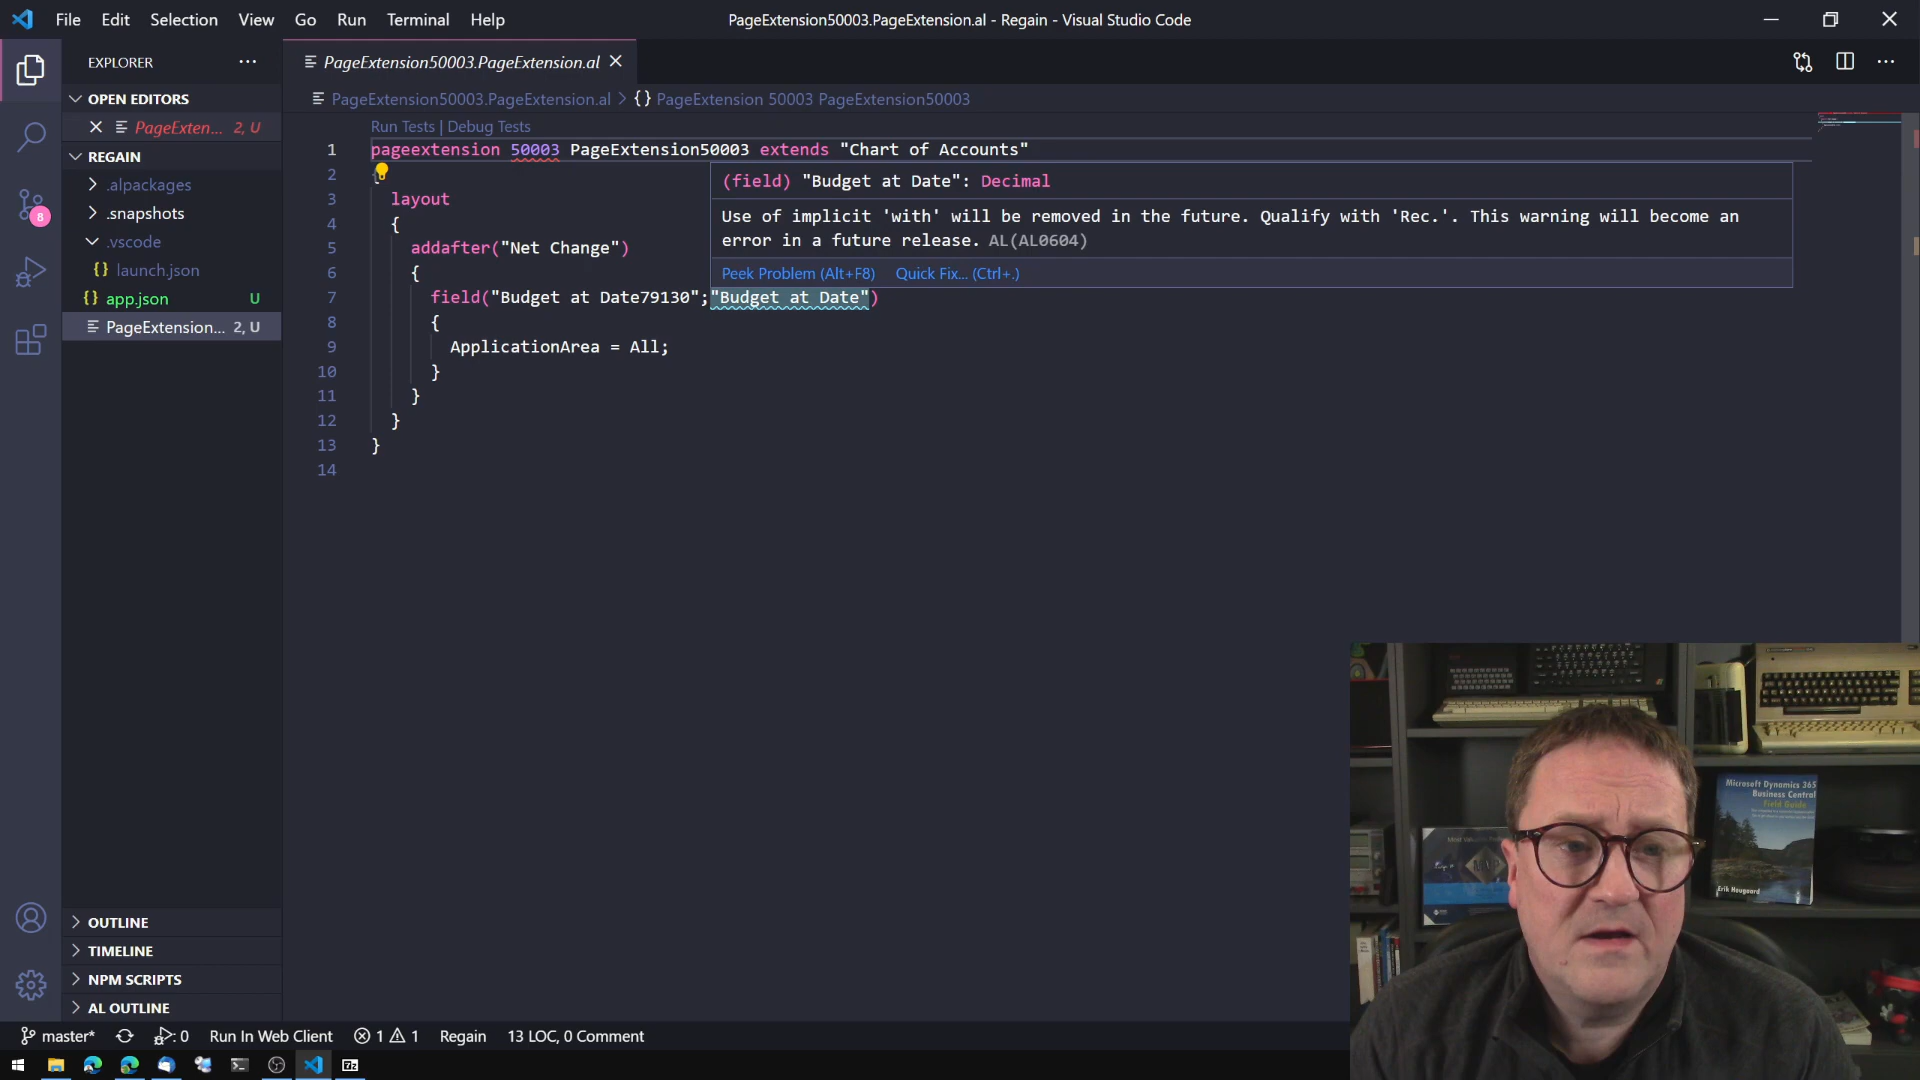 File Edit Selection View Go Run Terminal Help
PageExtension50003.PageExtension.al - Regain - Visual Studio Code
EXPLORER
PageExtension50003.PageExtension.al
OPEN EDITORS
PageExten... 2, U
REGAIN
.alpackages
.snapshots
.vscode
launch.json
app.json U
PageExtension... 2, U
OUTLINE
TIMELINE
NPM SCRIPTS
AL OUTLINE
8
PageExtension50003.PageExtension.al > {} PageExtension 50003 PageExtension50003
Run Tests | Debug Tests
1 pageextension 50003 PageExtension50003 extends "Chart of Accounts"
2 {
3 layout
4 {
5 addafter("Net Change")
6 {
7 field("Budget at Date79130";"Budget at Date")
8 {
9 ApplicationArea = All;
10 }
11 }
12 }
13 }
14
(field) "Budget at Date": Decimal
Use of implicit 'with' will be removed in the future. Qualify with 'Rec.'. This warning will become an
error in a future release. AL(AL0604)
Peek Problem (Alt+F8) Quick Fix... (Ctrl+.)
Microsoft Dynamics 365
Business Central
Field Guide
Erik Hougaard
master* 0 Run In Web Client 1 1 Regain 13 LOC, 0 Comment
7z